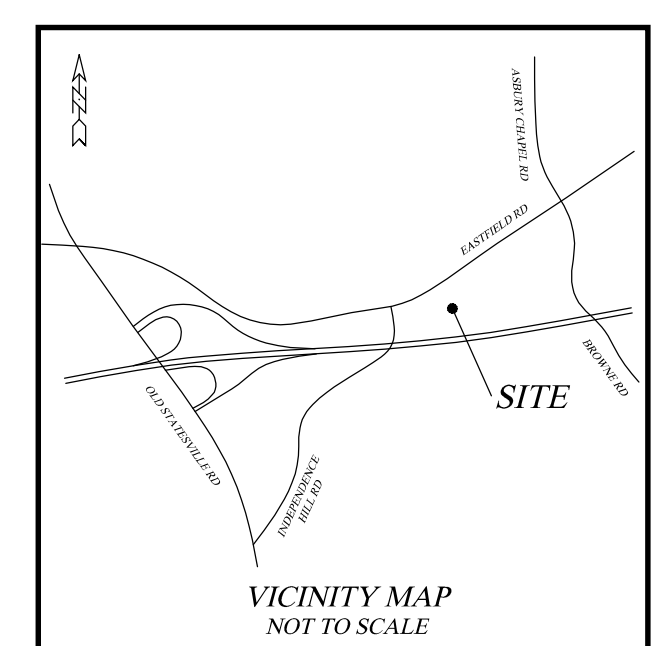 N
ASBURY CHAPEL RD
EASTFIELD RD
BROWNE RD
SITE
OLD STATESVILLE RD
INDEPENDENCE
HILL RD
VICINITY MAP
NOT TO SCALE